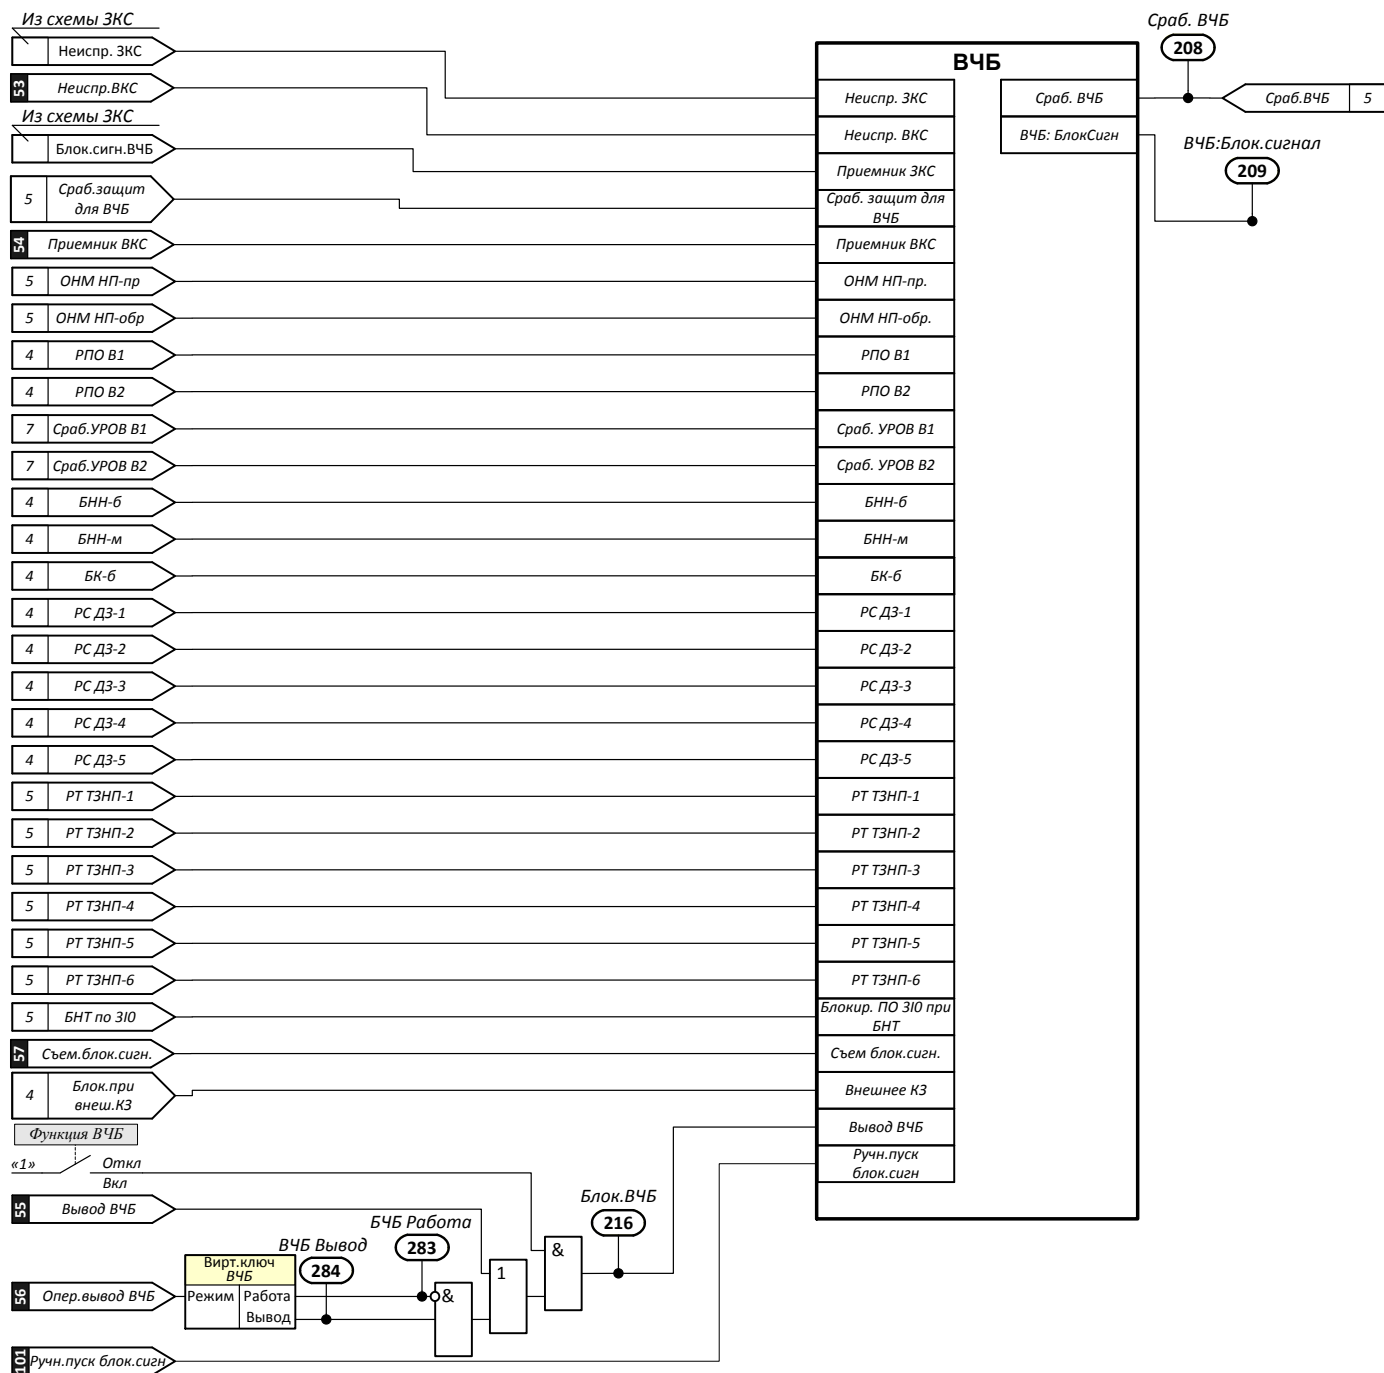 Из схемы ЗКС
Неиспр. ЗКС
53 Неиспр.ВКС
Из схемы ЗКС
Блок.сигн.ВЧБ
5 Сраб.защит
для ВЧБ
54 Приемник ВКС
5 ОНМ НП-пр
5 ОНМ НП-обр
4 РПО В1
4 РПО В2
7 Сраб.УРОВ В1
7 Сраб.УРОВ В2
4 БНН-б
4 БНН-м
4 БК-б
4 РС ДЗ-1
4 РС ДЗ-2
4 РС ДЗ-3
4 РС ДЗ-4
4 РС ДЗ-5
5 РТ ТЗНП-1
5 РТ ТЗНП-2
5 РТ ТЗНП-3
5 РТ ТЗНП-4
5 РТ ТЗНП-5
5 РТ ТЗНП-6
5 БНТ по 3I0
57 Съем.блок.сигн.
4 Блок.при
внеш.КЗ
Функция ВЧБ
«1» Откл
Вкл
55 Вывод ВЧБ
56 Опер.вывод ВЧБ
Вирт.ключ
ВЧБ
Режим Работа
Вывод
ВЧБ Вывод
284
БЧБ Работа
283
&
1
&
Блок.ВЧБ
216
101 Ручн.пуск блок.сигн
ВЧБ
Неиспр. ЗКС
Неиспр. ВКС
Приемник ЗКС
Сраб. защит для
ВЧБ
Приемник ВКС
ОНМ НП-пр.
ОНМ НП-обр.
РПО В1
РПО В2
Сраб. УРОВ В1
Сраб. УРОВ В2
БНН-б
БНН-м
БК-б
РС ДЗ-1
РС ДЗ-2
РС ДЗ-3
РС ДЗ-4
РС ДЗ-5
РТ ТЗНП-1
РТ ТЗНП-2
РТ ТЗНП-3
РТ ТЗНП-4
РТ ТЗНП-5
РТ ТЗНП-6
Блокир. ПО 3I0 при
БНТ
Съем блок.сигн.
Внешнее КЗ
Вывод ВЧБ
Ручн.пуск
блок.сигн
Сраб. ВЧБ
ВЧБ: БлокСигн
Сраб. ВЧБ
208
Сраб.ВЧБ 5
ВЧБ:Блок.сигнал
209